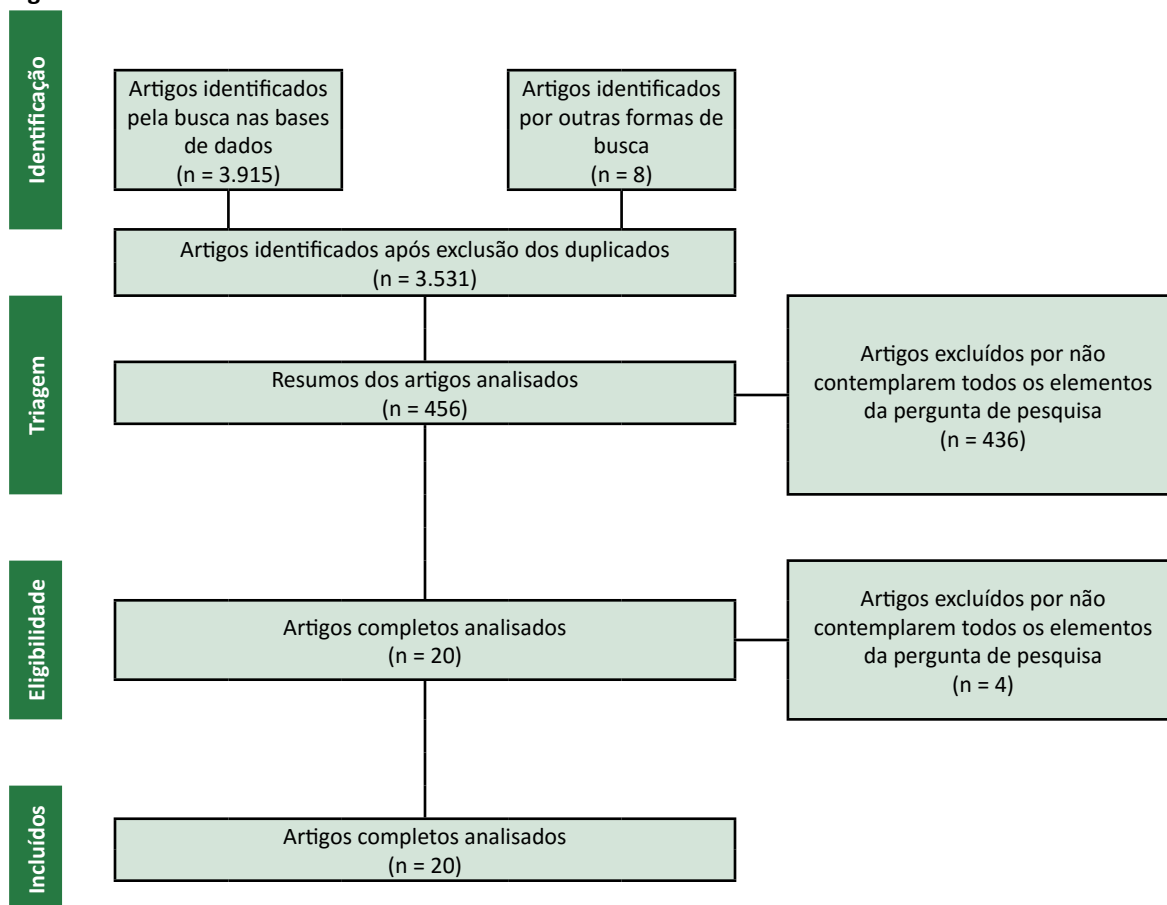 Identificação
Artigos identificados
pela busca nas bases
de dados
(n = 3.915)
Artigos identificados
por outras formas de
busca
(n = 8)
Artigos identificados após exclusão dos duplicados
(n = 3.531)
Triagem
Resumos dos artigos analisados
(n = 456)
Artigos excluídos por não
contemplarem todos os elementos
da pergunta de pesquisa
(n = 436)
Eligibilidade
Artigos completos analisados
(n = 20)
Artigos excluídos por não
contemplarem todos os elementos
da pergunta de pesquisa
(n = 4)
Incluídos
Artigos completos analisados
(n = 20)